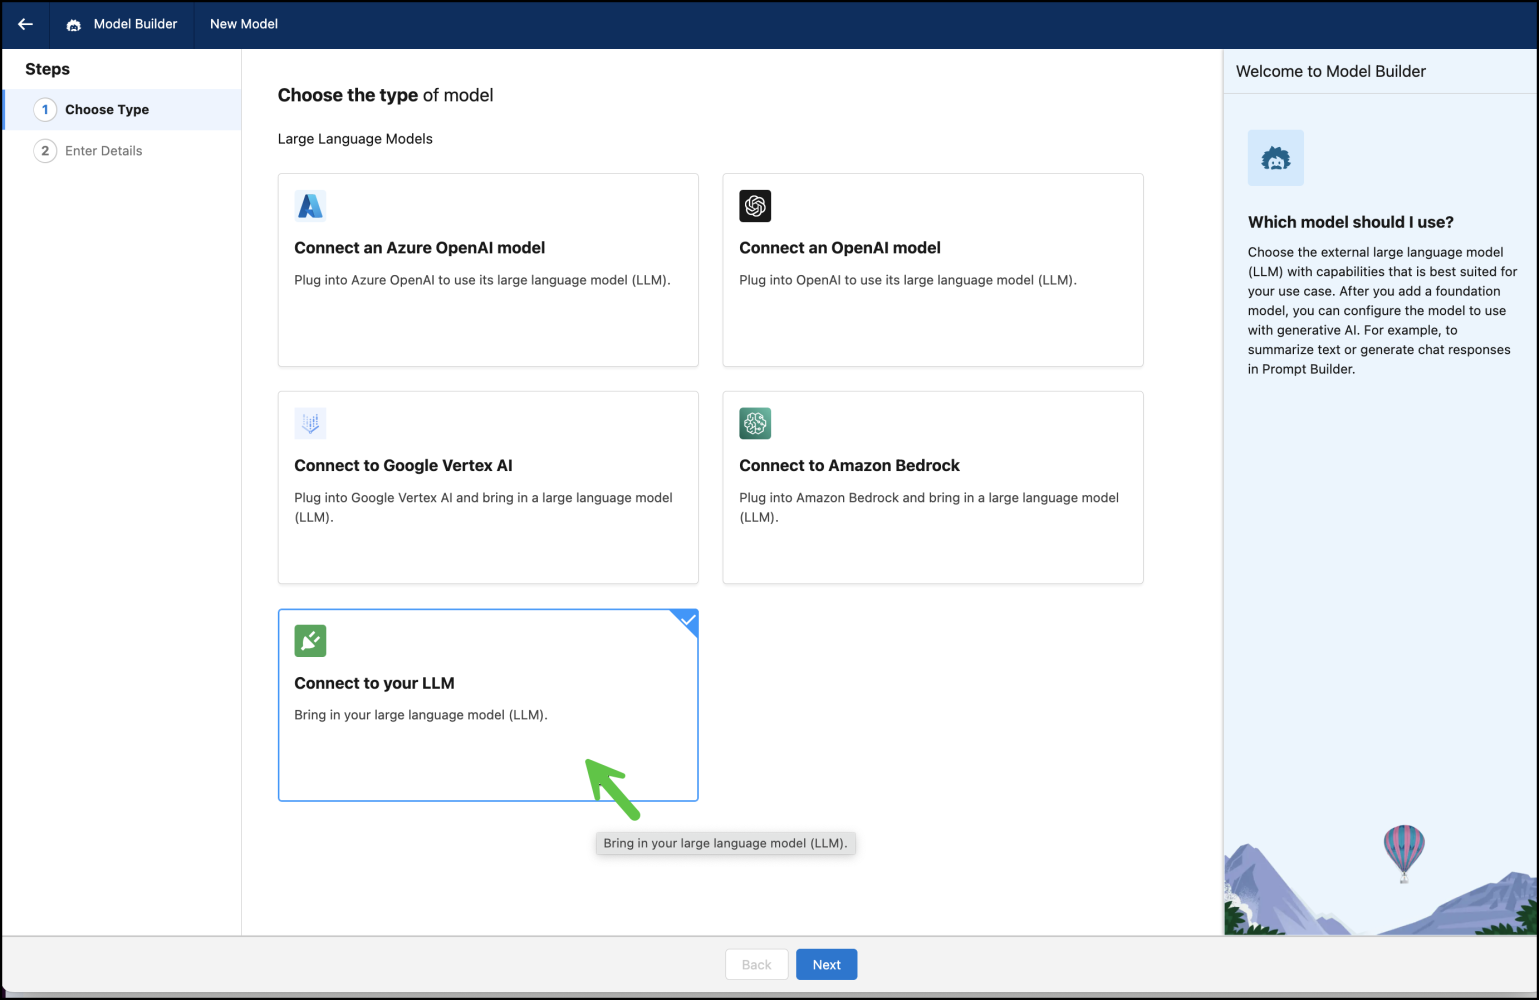 Model Builder
New Model
Steps
1 Choose Type
2 Enter Details
Choose the type of model
Large Language Models
Connect an Azure OpenAI model
Plug into Azure OpenAI to use its large language model (LLM).
Connect an OpenAI model
Plug into OpenAI to use its large language model (LLM).
Connect to Google Vertex AI
Plug into Google Vertex AI and bring in a large language model
(LLM).
Connect to Amazon Bedrock
Plug into Amazon Bedrock and bring in a large language model
(LLM).
Connect to your LLM
Bring in your large language model (LLM).
Bring in your large language model (LLM).
Welcome to Model Builder
Which model should I use?
Choose the external large language model
(LLM) with capabilities that is best suited for
your use case. After you add a foundation
model, you can configure the model to use
with generative AI. For example, to
summarize text or generate chat responses
in Prompt Builder.
Back
Next